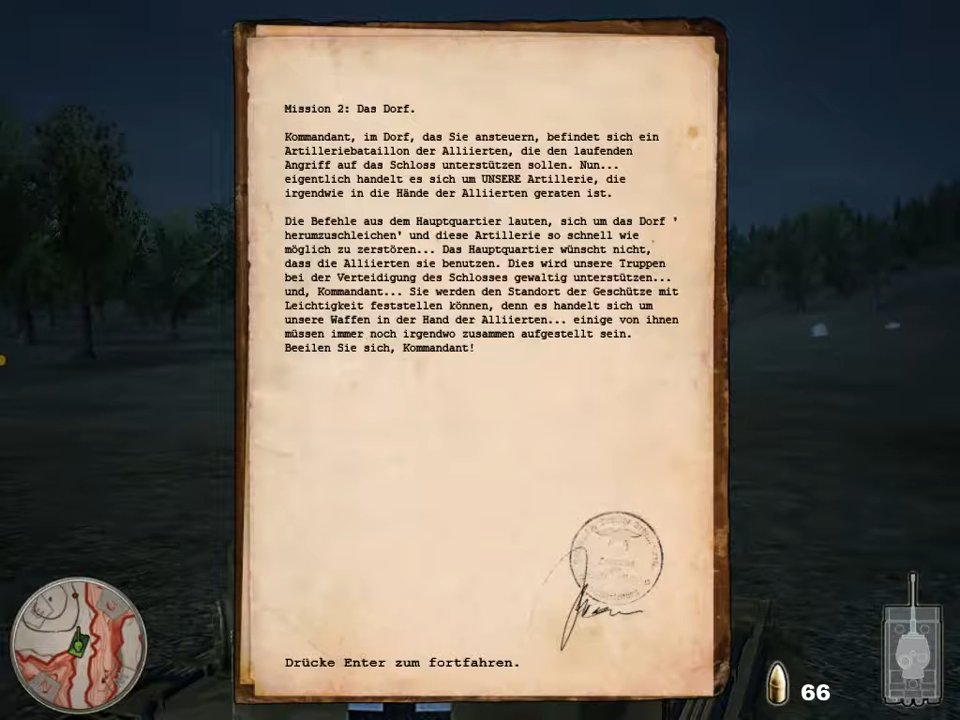 Mission 2: Das Dorf.
Kommandant, im Dorf, das Sie ansteuern, befindet sich ein
Artilleriebataillon der Alliierten, die den laufenden
Angriff auf das Schloss unterstützen sollen. Nun...
eigentlich handelt es sich um UNSERE Artillerie, die
irgendwie in die Hände der Alliierten geraten ist.
Die Befehle aus dem Hauptquartier lauten, sich um das Dorf '
herumzuschleichen' und diese Artillerie so schnell wie
möglich zu zerstören... Das Hauptquartier wünscht nicht,
dass die Alliierten sie benutzen. Dies wird unsere Truppen
bei der Verteidigung des Schlosses gewaltig unterstützen...
und, Kommandant... Sie werden den Standort der Geschütze mit
Leichtigkeit feststellen können, denn es handelt sich um
unsere Waffen in der Hand der Alliierten... einige von ihnen
müssen immer noch irgendwo zusammen aufgestellt sein.
Beeilen Sie sich, Kommandant!
Drücke Enter zum fortfahren.
66